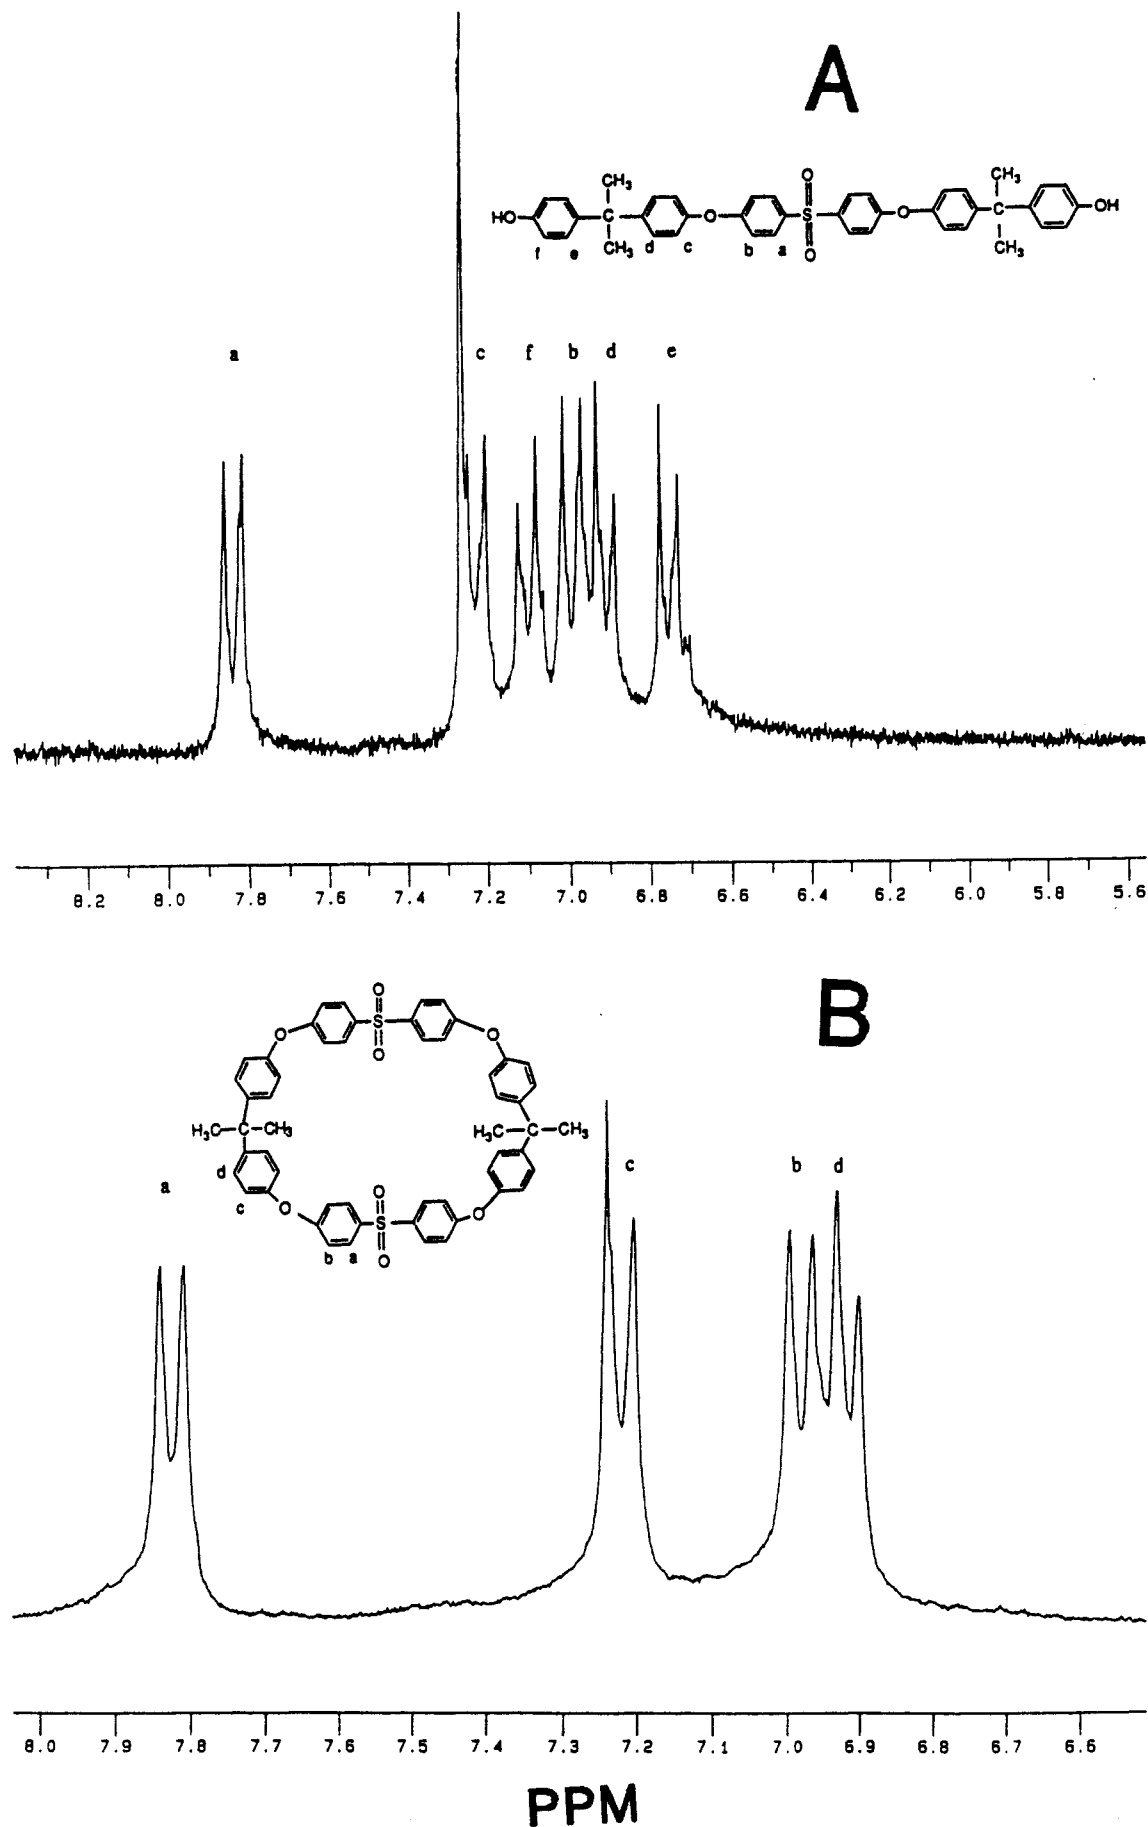 A
O
CH₃ CH₃
HO C O S O C OH
CH₃ O CH₃
f e d c b a
a c f b d e
8.2 8.0 7.8 7.6 7.4 7.2 7.0 6.8 6.6 6.4 6.2 6.0 5.8 5.6
B
O
O S O
O
H₃C C CH₃ H₃C C CH₃
a d c b d
c O O S O
b a O
8.0 7.9 7.8 7.7 7.6 7.5 7.4 7.3 7.2 7.1 7.0 6.9 6.8 6.7 6.6
PPM